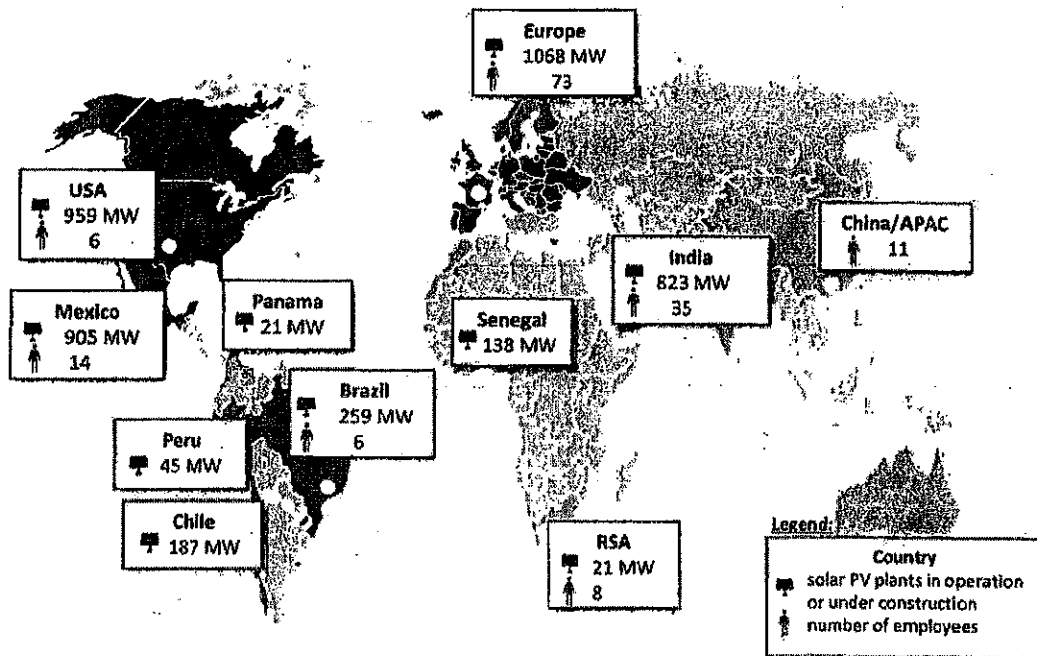 Europe
1068 MW
73
USA
959 MW
6
China/APAC
11
India
823 MW
35
Mexico
905 MW
14
Panama
21 MW
Senegal
138 MW
Brazil
259 MW
6
Peru
45 MW
Chile
187 MW
RSA
21 MW
8
Legend:
Country
solar PV plants in operation
or under construction
number of employees